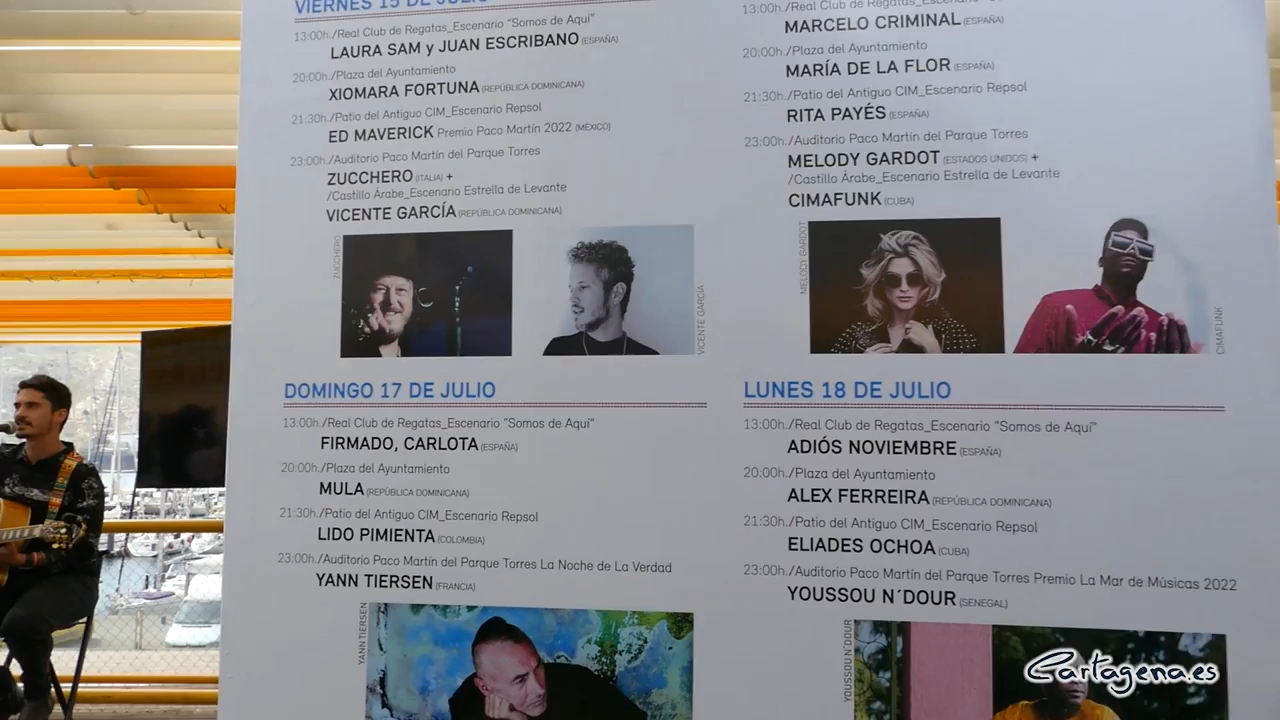 VIERNES 15 DE JULIO
13:00h./Real Club de Regatas_Escenario "Somos de Aquí"
LAURA SAM y JUAN ESCRIBANO (ESPAÑA)
20:00h./Plaza del Ayuntamiento
XIOMARA FORTUNA (REPÚBLICA DOMINICANA)
21:30h./Patio del Antiguo CIM_Escenario Repsol
ED MAVERICK Premio Paco Martín 2022 (MÉXICO)
23:00h./Auditorio Paco Martín del Parque Torres
ZUCCHERO (ITALIA) +
/Castillo Árabe_Escenario Estrella de Levante
VICENTE GARCÍA (REPÚBLICA DOMINICANA)
ZUCCHERO
VICENTE GARCÍA
13:00h./Real Club de Regatas_Escenario "Somos de
MARCELO CRIMINAL (ESPAÑA)
20:00h./Plaza del Ayuntamiento
MARÍA DE LA FLOR (ESPAÑA)
21:30h./Patio del Antiguo CIM_Escenario Repsol
RITA PAYÉS (ESPAÑA)
23:00h./Auditorio Paco Martín del Parque Torres
MELODY GARDOT (ESTADOS UNIDOS) +
/Castillo Árabe_Escenario Estrella de Levante
CIMAFUNK (CUBA)
MELODY GARDOT
CIMAFUNK
DOMINGO 17 DE JULIO
13:00h./Real Club de Regatas_Escenario "Somos de Aquí"
FIRMADO, CARLOTA (ESPAÑA)
20:00h./Plaza del Ayuntamiento
MULA (REPÚBLICA DOMINICANA)
21:30h./Patio del Antiguo CIM_Escenario Repsol
LIDO PIMIENTA (COLOMBIA)
23:00h./Auditorio Paco Martín del Parque Torres La Noche de La Verdad
YANN TIERSEN (FRANCIA)
YANN TIERSEN
LUNES 18 DE JULIO
13:00h./Real Club de Regatas_Escenario "Somos de Aquí"
ADIÓS NOVIEMBRE (ESPAÑA)
20:00h./Plaza del Ayuntamiento
ALEX FERREIRA (REPÚBLICA DOMINICANA)
21:30h./Patio del Antiguo CIM_Escenario Repsol
ELIADES OCHOA (CUBA)
23:00h./Auditorio Paco Martín del Parque Torres Premio La Mar de Músicas 2022
YOUSSOU N´DOUR (SENEGAL)
YOUSSOU N´DOUR
Cartagena.es